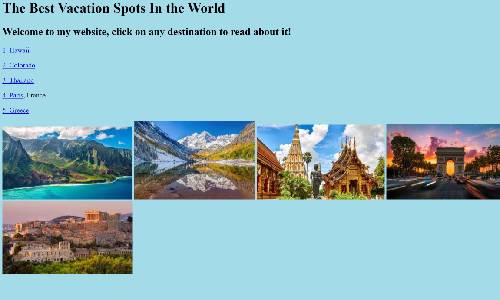 The Best Vacation Spots In the World
Welcome to my website, click on any destination to read about it!
1. Hawaii
2. Colorado
3. Thailand
4. Paris, France
5. Greece